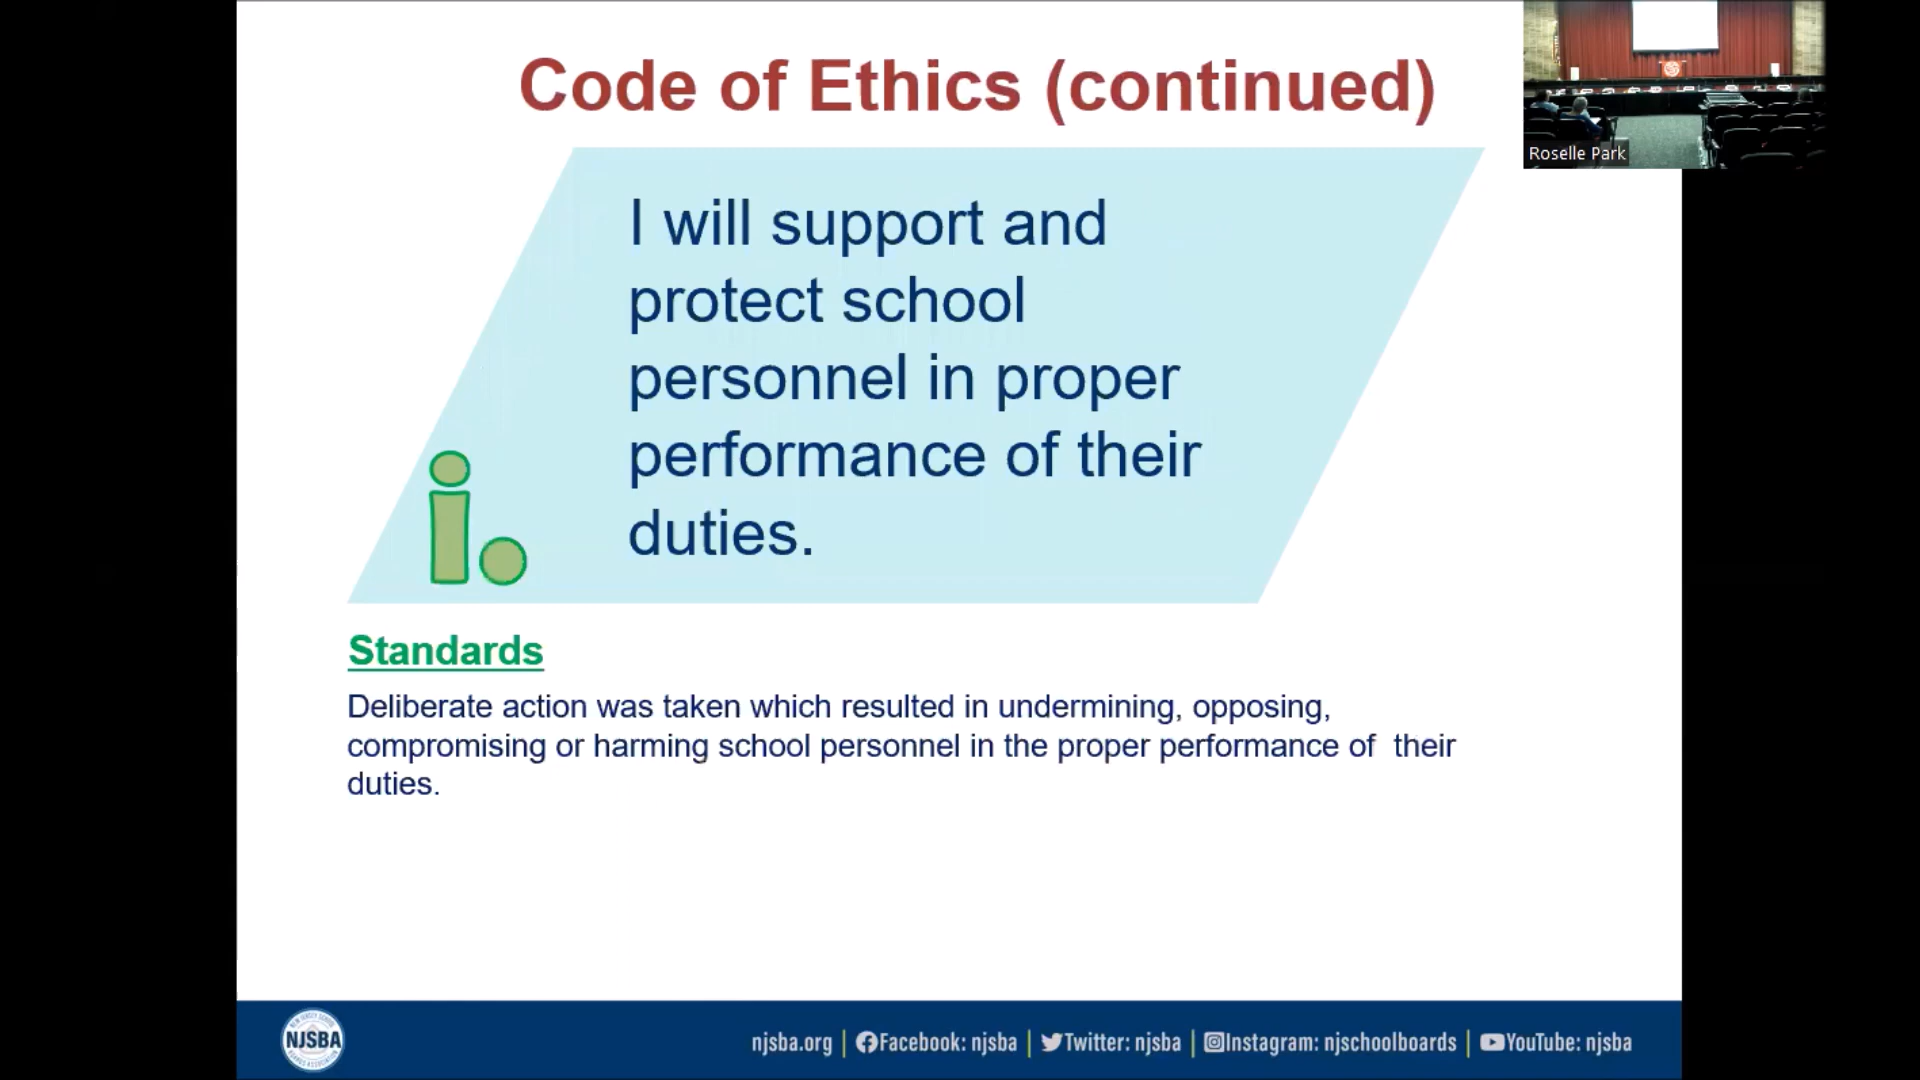 Code of Ethics (continued)
Roselle Park
I will support and
protect school
personnel in proper
performance of their
duties.
i.
Standards
Deliberate action was taken which resulted in undermining, opposing,
compromising or harming school personnel in the proper performance of their
duties.
NJSBA
njsba.org | Facebook: njsba | Twitter: njsba | Instagram: njschoolboards | YouTube: njsba